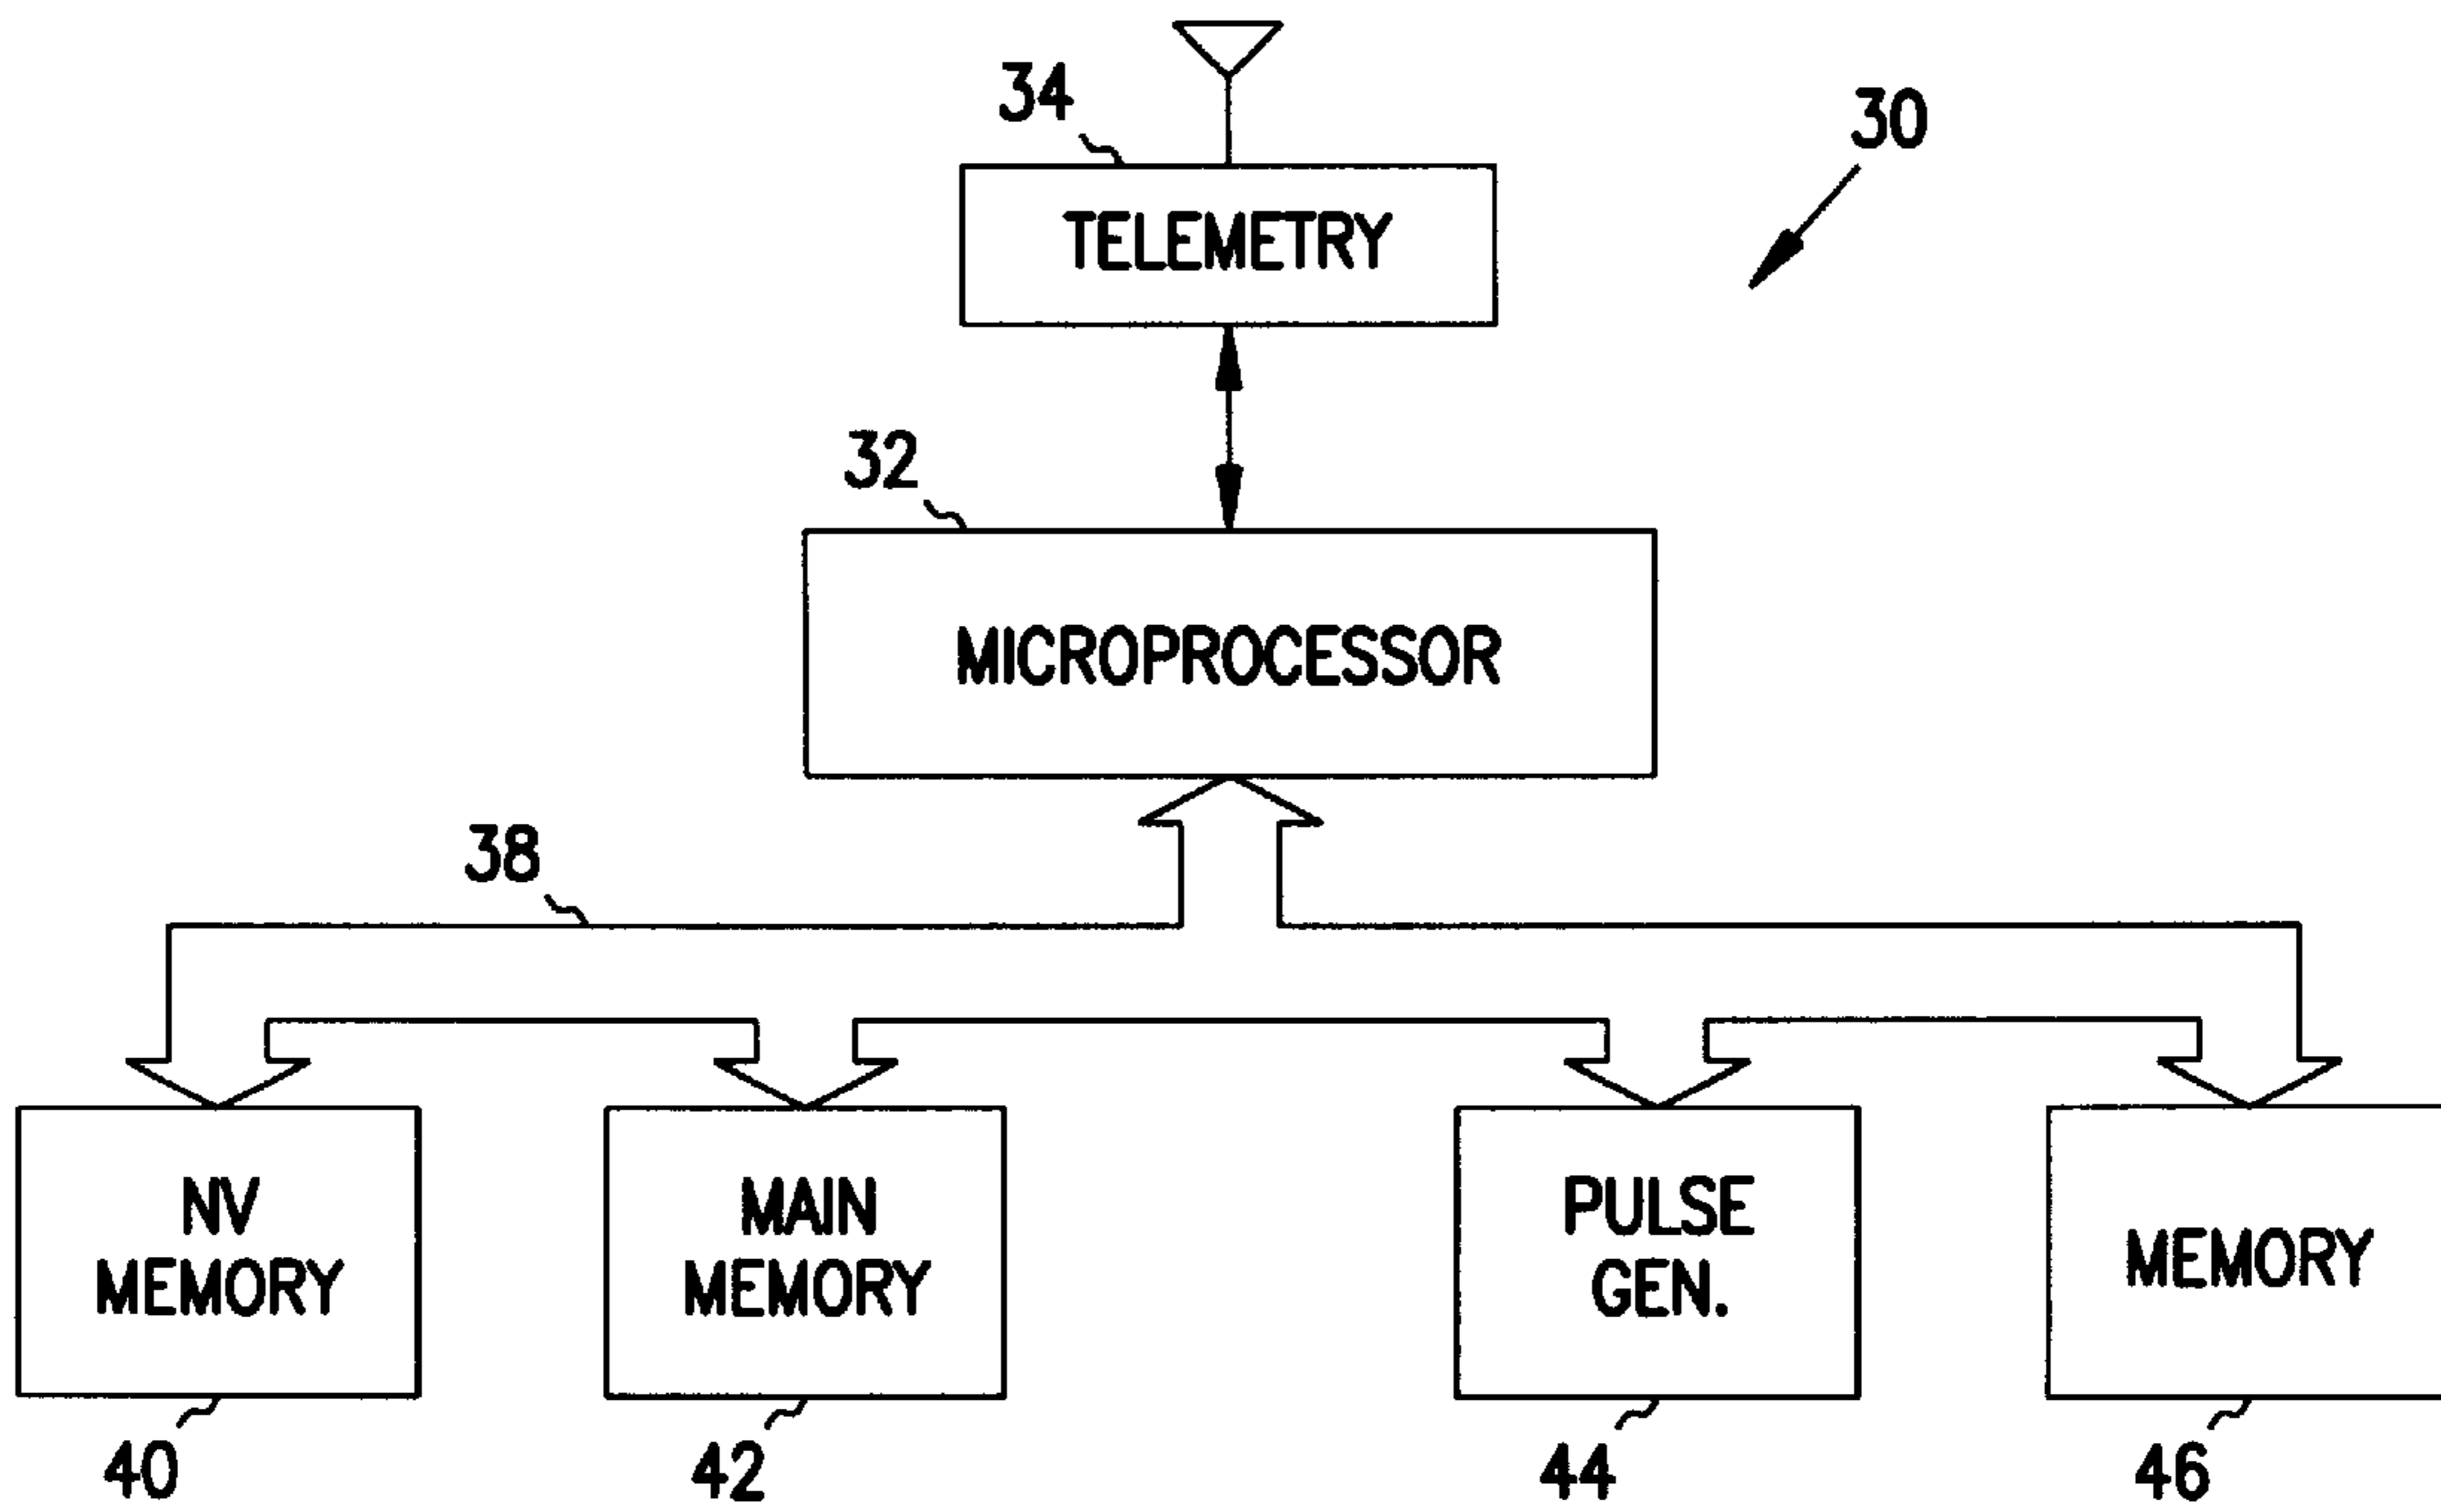 34
30
TELEMETRY
32
MICROPROCESSOR
38
NV
MEMORY
MAIN
MEMORY
PULSE
GEN.
MEMORY
40
42
44
46